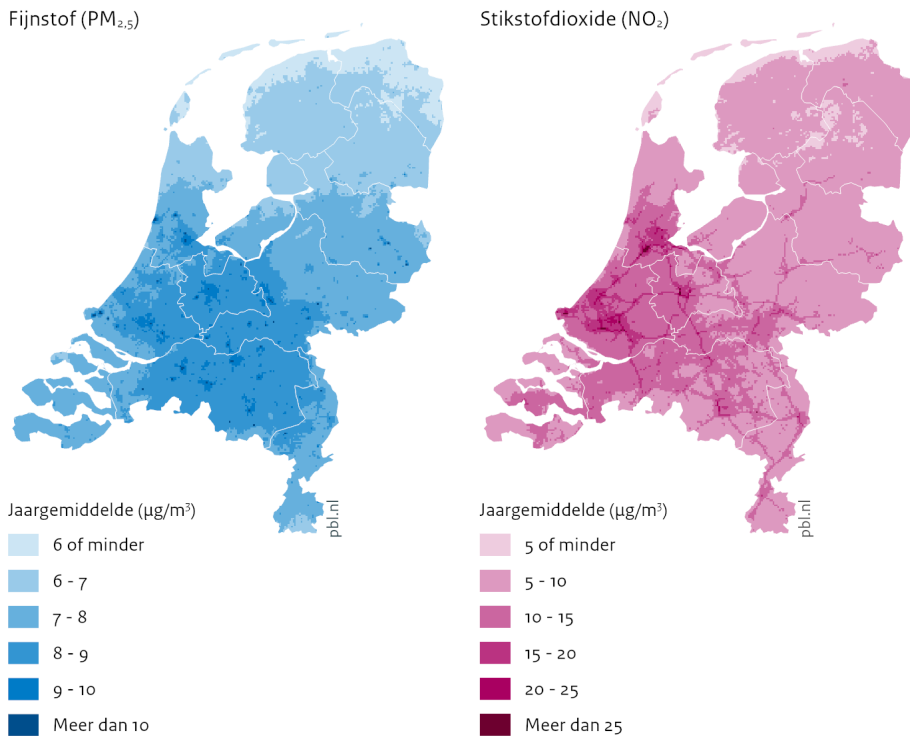 Fijnstof (PM2,5)
Jaargemiddelde (µg/m³)
6 of minder
6 - 7
7 - 8
8 - 9
9 - 10
Meer dan 10
pbl.nl
Stikstofdioxide (NO2)
Jaargemiddelde (µg/m³)
5 of minder
5 - 10
10 - 15
15 - 20
20 - 25
Meer dan 25
pbl.nl